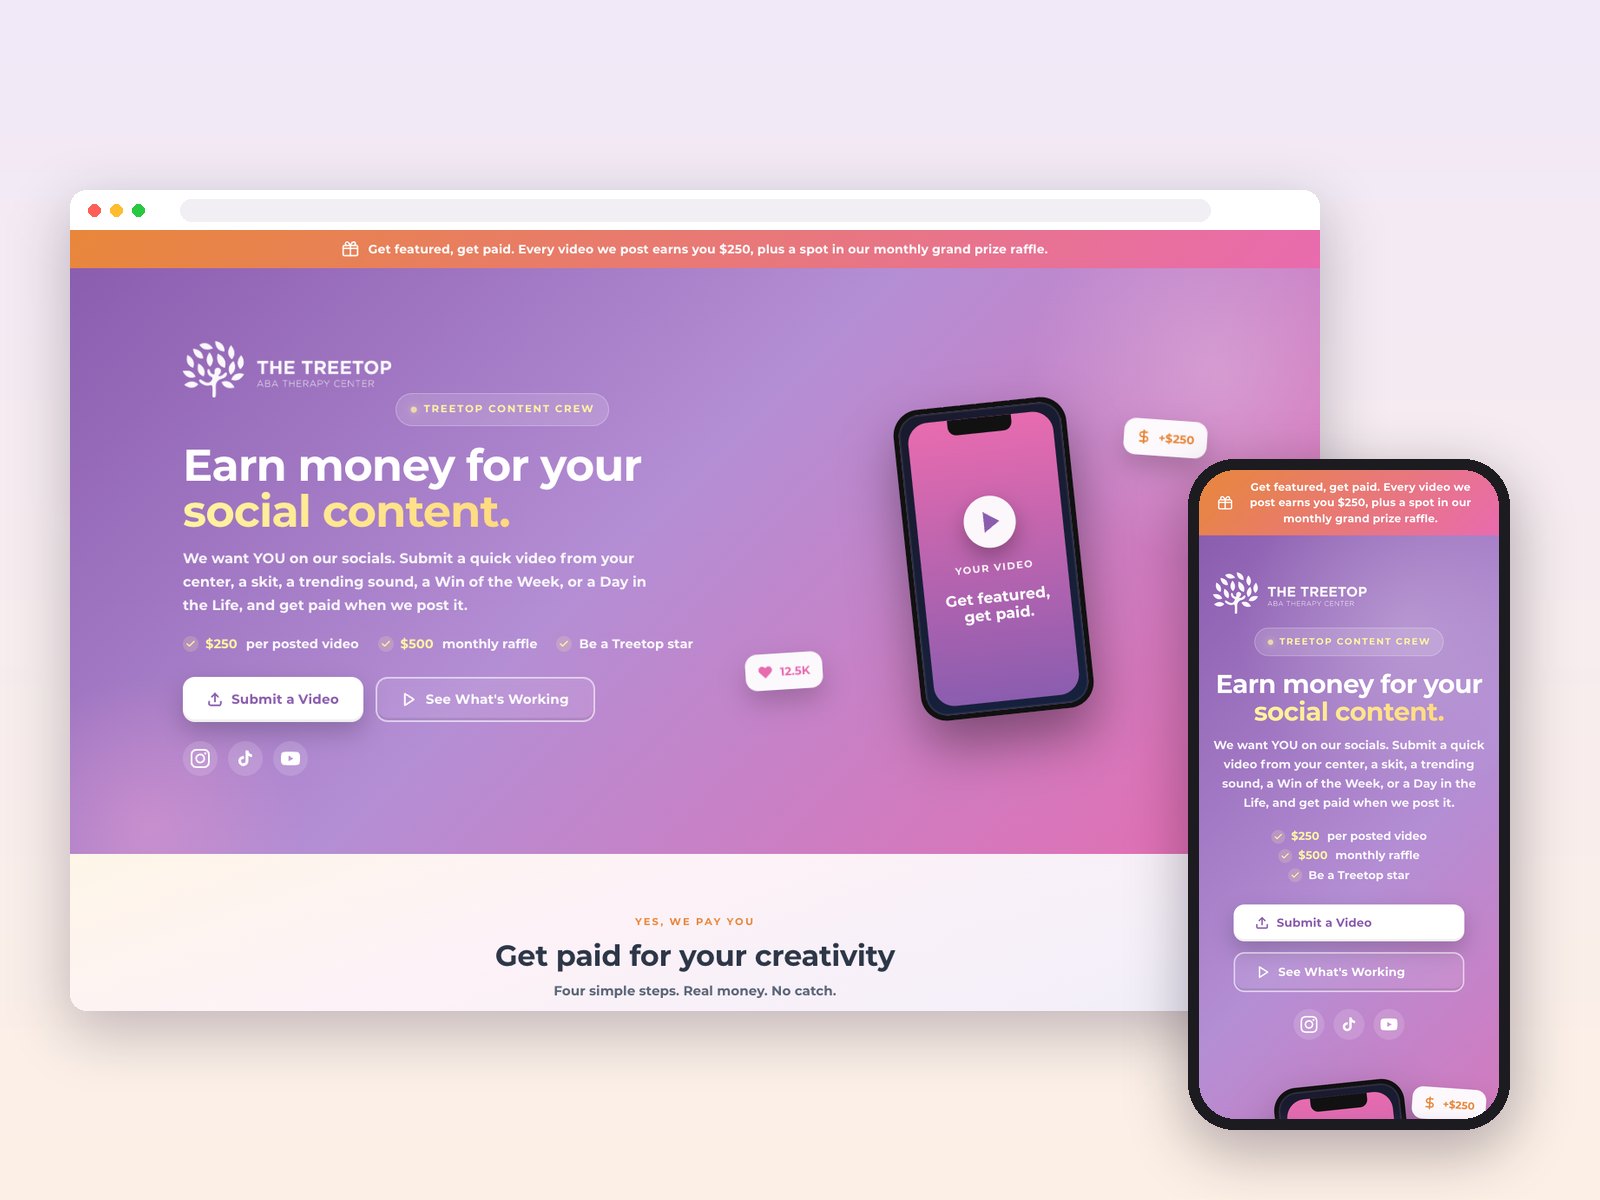 Get featured, get paid. Every video we post earns you $250, plus a spot in our monthly grand prize raffle.
THE TREETOP
ABA THERAPY CENTER
TREETOP CONTENT CREW
Earn money for your
social content.
We want YOU on our socials. Submit a quick video from your
center, a skit, a trending sound, a Win of the Week, or a Day in
the Life, and get paid when we post it.
$250 per posted video $500 monthly raffle Be a Treetop star
Submit a Video See What's Working
+$250
YOUR VIDEO
Get featured,
get paid.
12.5K
YES, WE PAY YOU
Get paid for your creativity
Four simple steps. Real money. No catch.
Get featured, get paid. Every video we
post earns you $250, plus a spot in our
monthly grand prize raffle.
THE TREETOP
ABA THERAPY CENTER
TREETOP CONTENT CREW
Earn money for your
social content.
We want YOU on our socials. Submit a quick
video from your center, a skit, a trending
sound, a Win of the Week, or a Day in the
Life, and get paid when we post it.
$250 per posted video
$500 monthly raffle
Be a Treetop star
Submit a Video
See What's Working
+$250